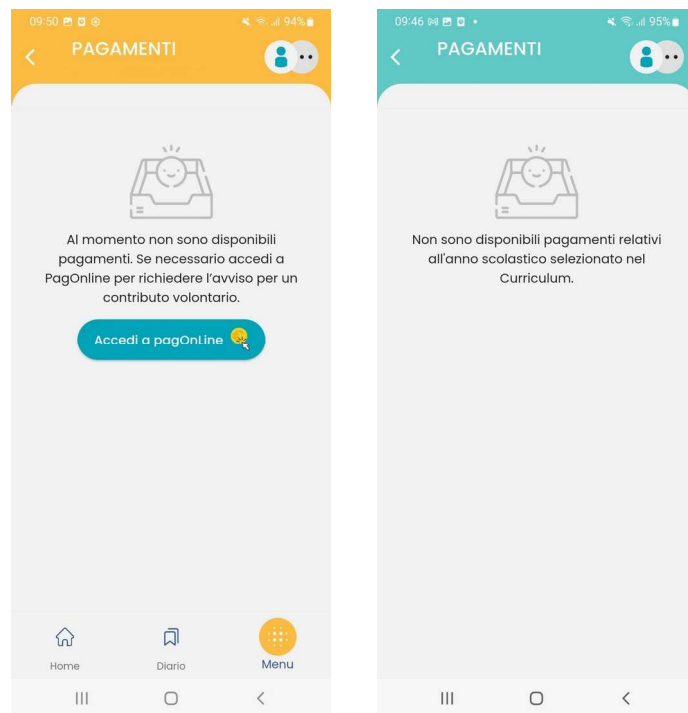 09:50
94%
PAGAMENTI
Al momento non sono disponibili
pagamenti. Se necessario accedi a
PagOnline per richiedere l'avviso per un
contributo volontario.
Accedi a pagOnLine
Home
Diario
Menu
09:46
95%
PAGAMENTI
Non sono disponibili pagamenti relativi
all'anno scolastico selezionato nel
Curriculum.